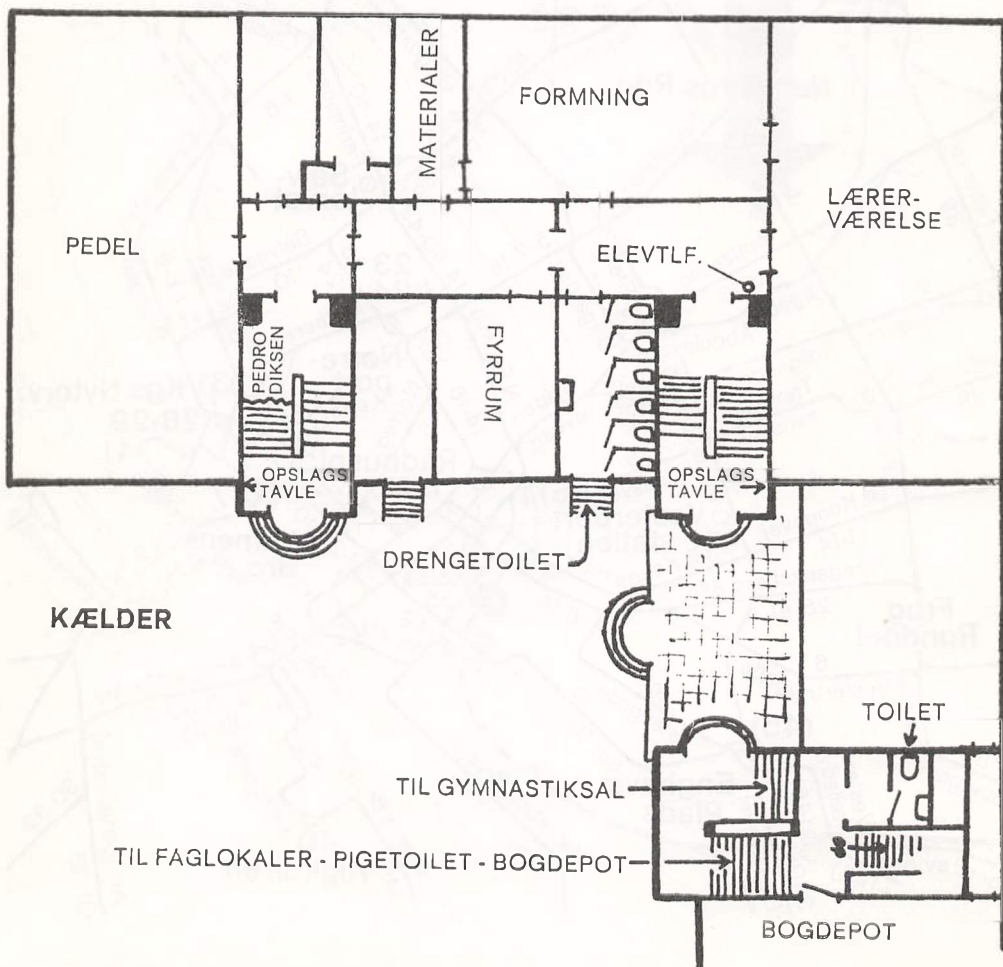 MATERIALER
FORMNING
LÆRER-
VÆRELSE
PEDEL
ELEVTLF.
PEDRO
DIKSEN
FYRRUM
OPSLAGS
TAVLE
OPSLAGS
TAVLE
DRENGETOILET
KÆLDER
TOILET
TIL GYMNASTIKSAL
TIL FAGLOKALER - PIGETOILET - BOGDEPOT
BOGDEPOT